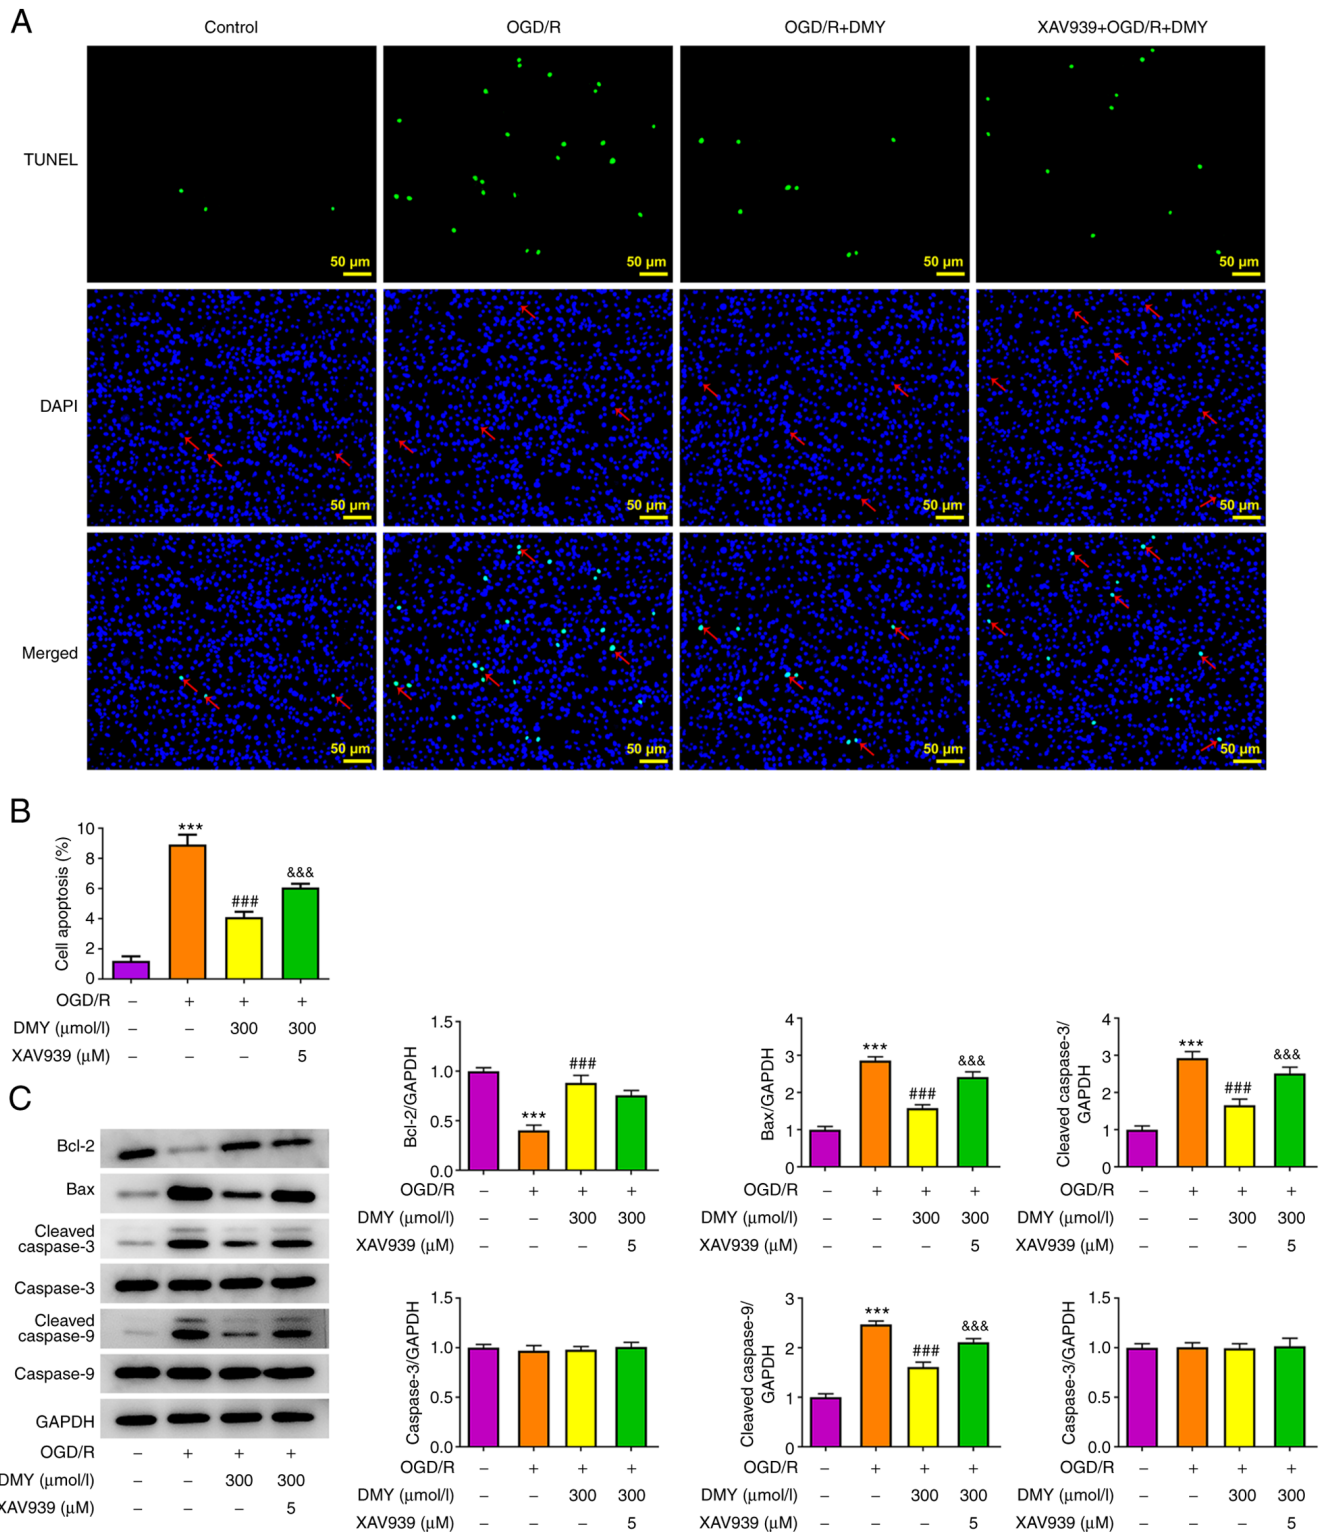 A
Control
OGD/R
OGD/R+DMY
XAV939+OGD/R+DMY
TUNEL
50 µm
50 µm
50 µm
50 µm
DAPI
50 µm
50 µm
50 µm
50 µm
Merged
50 µm
50 µm
50 µm
50 µm
B
Cell apoptosis (%)
10
8
6
4
2
0
***
###
&&&
OGD/R – + + +
DMY (µmol/l) – – 300 300
XAV939 (µM) – – – 5
C
Bcl-2
Bax
Cleaved
caspase-3
Caspase-3
Cleaved
caspase-9
Caspase-9
GAPDH
OGD/R – + + +
DMY (µmol/l) – – 300 300
XAV939 (µM) – – – 5
Bcl-2/GAPDH
1.5
1.0
0.5
0.0
***
###
OGD/R – + + +
DMY (µmol/l) – – 300 300
XAV939 (µM) – – – 5
Bax/GAPDH
4
3
2
1
0
***
###
&&&
OGD/R – + + +
DMY (µmol/l) – – 300 300
XAV939 (µM) – – – 5
Cleaved caspase-3/
GAPDH
4
3
2
1
0
***
###
&&&
OGD/R – + + +
DMY (µmol/l) – – 300 300
XAV939 (µM) – – – 5
Caspase-3/GAPDH
1.5
1.0
0.5
0.0
OGD/R – + + +
DMY (µmol/l) – – 300 300
XAV939 (µM) – – – 5
Cleaved caspase-9/
GAPDH
3
2
1
0
***
###
&&&
OGD/R – + + +
DMY (µmol/l) – – 300 300
XAV939 (µM) – – – 5
Caspase-3/GAPDH
1.5
1.0
0.5
0.0
OGD/R – + + +
DMY (µmol/l) – – 300 300
XAV939 (µM) – – – 5